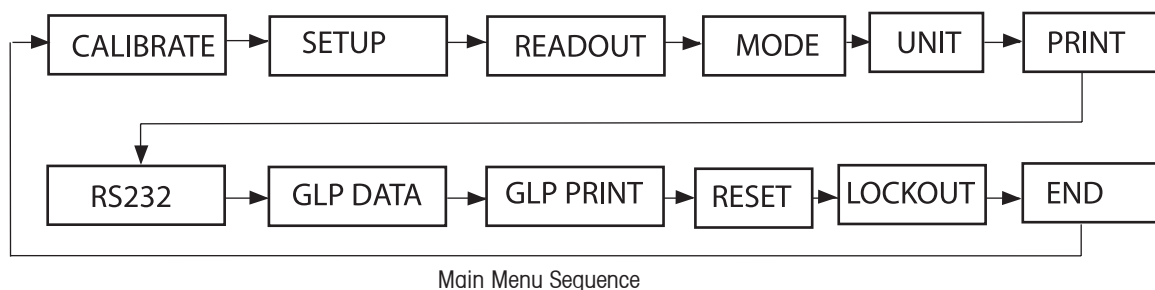 CALIBRATE
SETUP
READOUT
MODE
UNIT
PRINT
RS232
GLP DATA
GLP PRINT
RESET
LOCKOUT
END
Main Menu Sequence